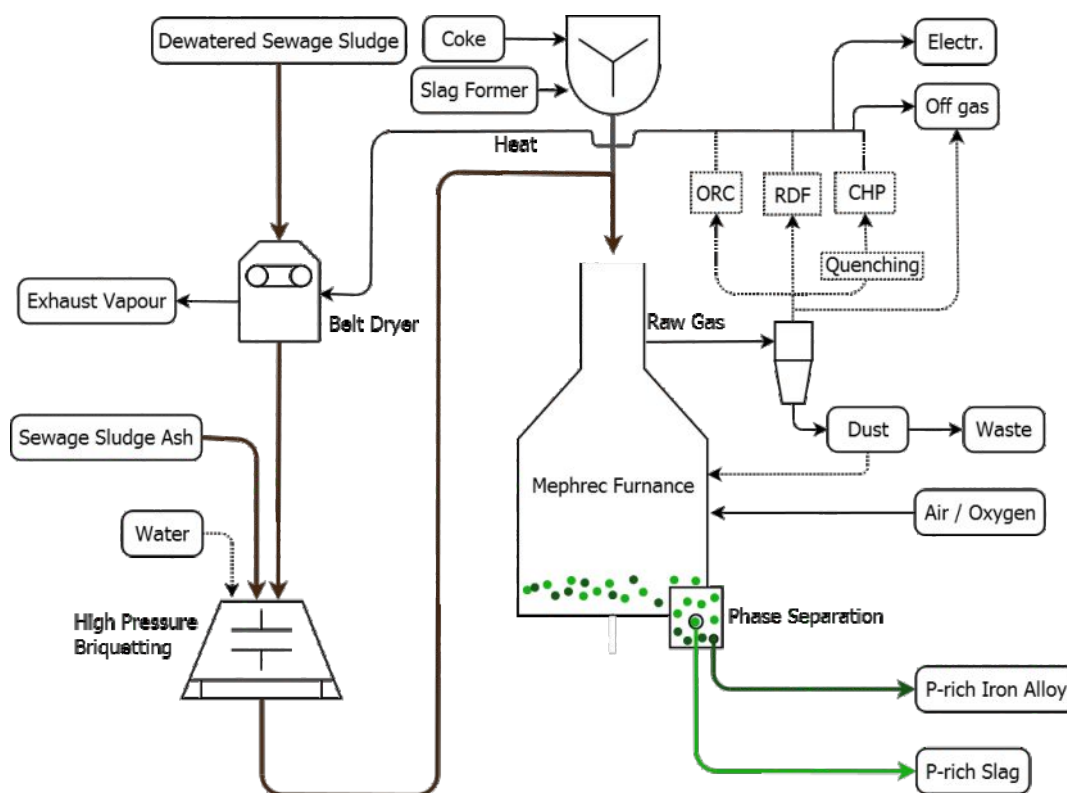 Dewatered Sewage Sludge
Coke
Electr.
Slag Former
Off gas
Heat
ORC
RDF
CHP
Quenching
Exhaust Vapour
Belt Dryer
Raw Gas
Sewage Sludge Ash
Dust
Waste
Mephrec Furnance
Water
Air / Oxygen
High Pressure
Briquetting
Phase Separation
P-rich Iron Alloy
P-rich Slag